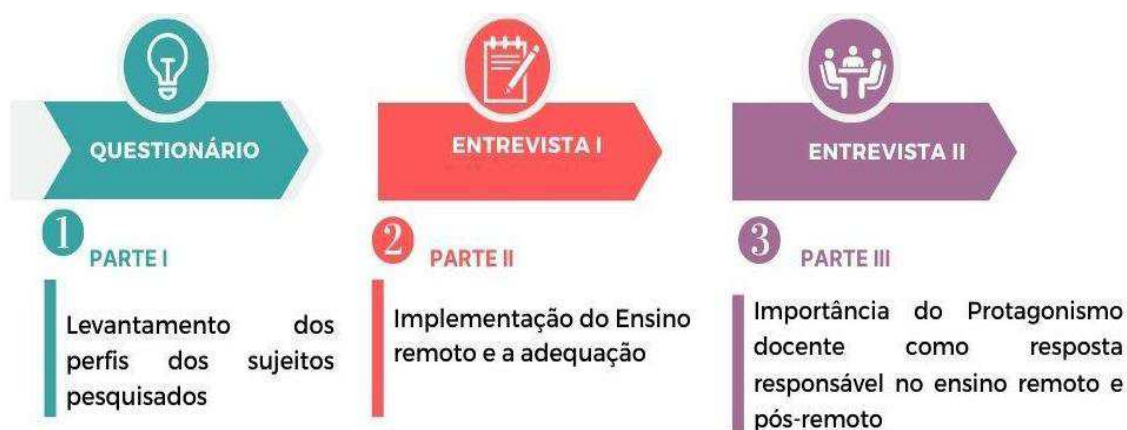 QUESTIONÁRIO
ENTREVISTA I
ENTREVISTA II
1
PARTE I
2
PARTE II
3
PARTE III
Levantamento dos
perfis dos sujeitos
pesquisados
Implementação do Ensino
remoto e a adequação
Importância do Protagonismo
docente como resposta
responsável no ensino remoto e
pós-remoto